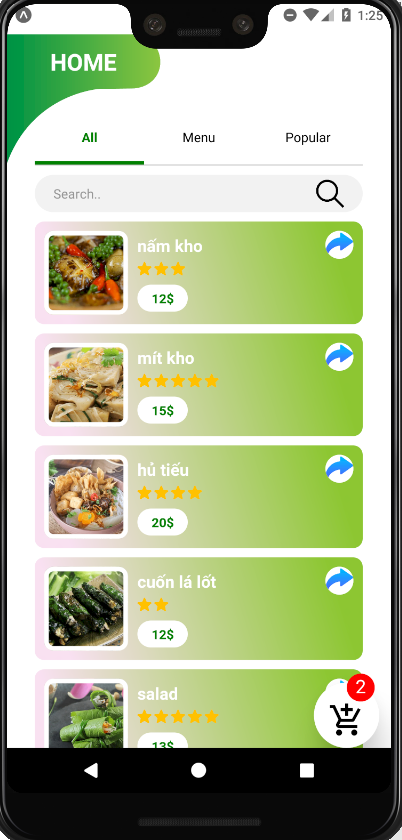 1:25
HOME
All Menu Popular
Search..
nấm kho
12$
mít kho
15$
hủ tiếu
20$
cuốn lá lốt
12$
salad
2
13$